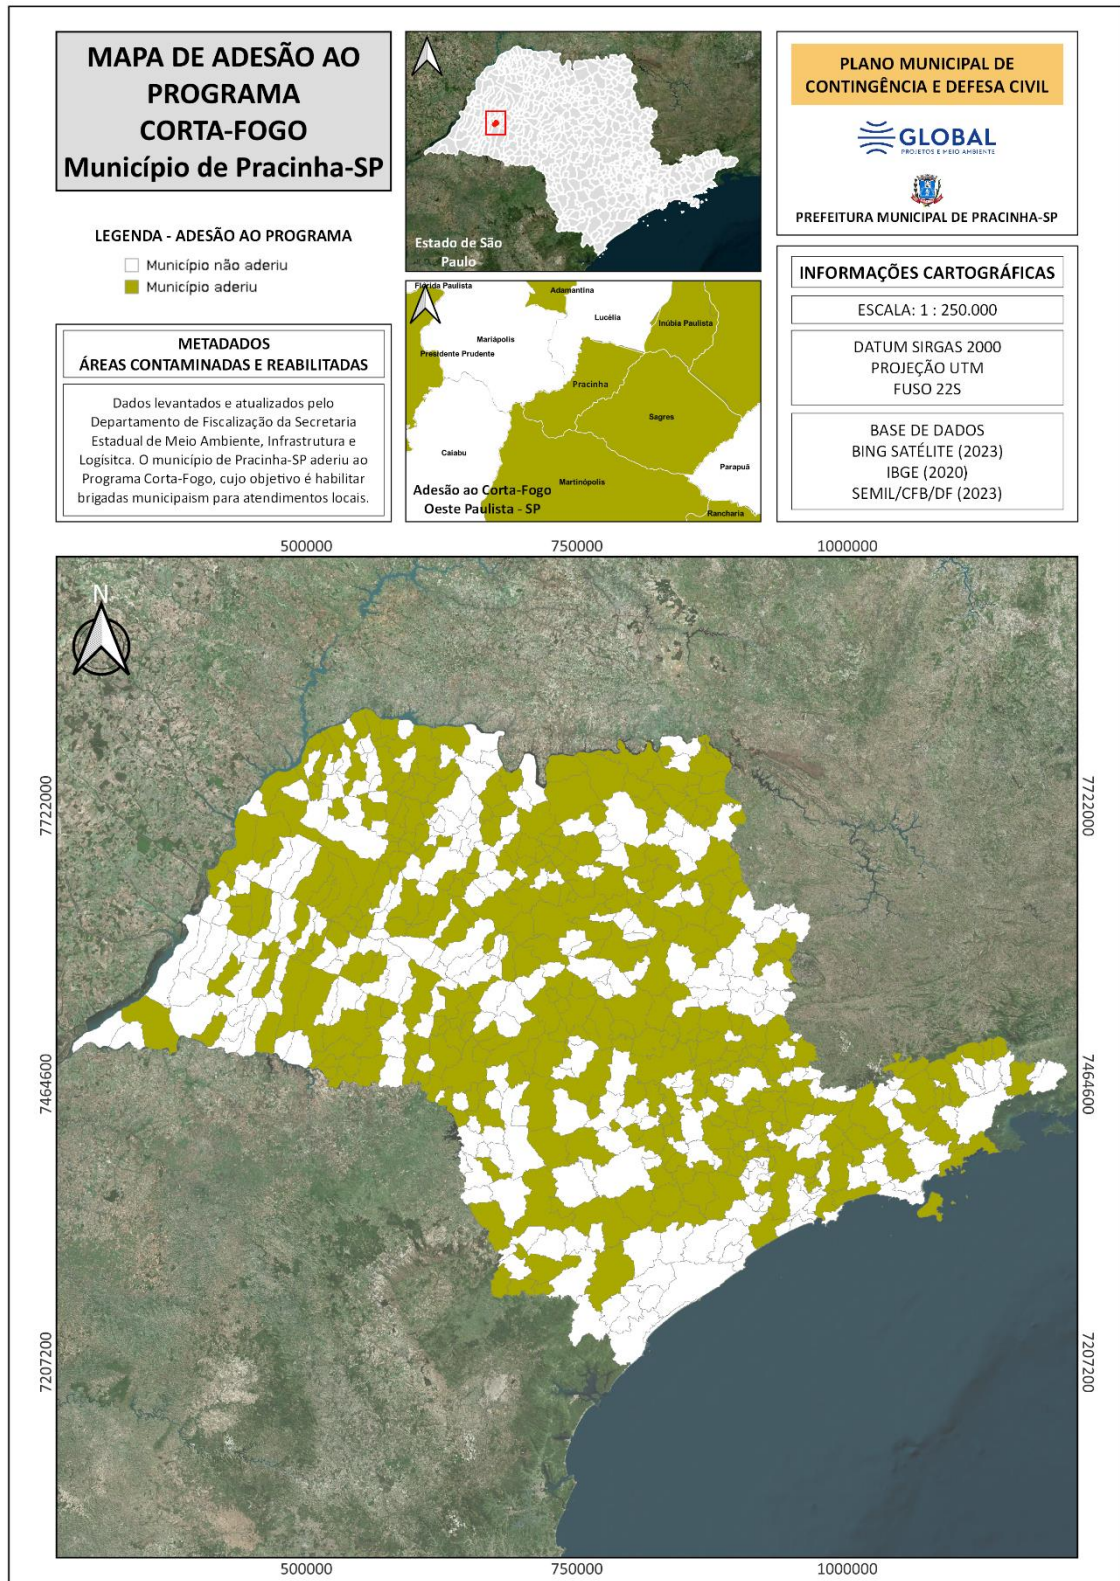 MAPA DE ADESÃO AO
PROGRAMA
CORTA-FOGO
Município de Pracinha-SP
LEGENDA - ADESÃO AO PROGRAMA
Município não aderiu
Município aderiu
METADADOS
ÁREAS CONTAMINADAS E REABILITADAS
Dados levantados e atualizados pelo
Departamento de Fiscalização da Secretaria
Estadual de Meio Ambiente, Infrastrutura e
Logísitca. O município de Pracinha-SP aderiu ao
Programa Corta-Fogo, cujo objetivo é habilitar
brigadas municipaism para atendimentos locais.
Estado de São
Paulo
Flórida Paulista
Adamantina
Lucélia
Inúbia Paulista
Mariápolis
Presidente Prudente
Pracinha
Sagres
Caiabu
Parapuã
Martinópolis
Adesão ao Corta-Fogo
Oeste Paulista - SP
Rancharia
PLANO MUNICIPAL DE
CONTINGÊNCIA E DEFESA CIVIL
GLOBAL
PROJETOS E MEIO AMBIENTE
PREFEITURA MUNICIPAL DE PRACINHA-SP
INFORMAÇÕES CARTOGRÁFICAS
ESCALA: 1 : 250.000
DATUM SIRGAS 2000
PROJEÇÃO UTM
FUSO 22S
BASE DE DADOS
BING SATÉLITE (2023)
IBGE (2020)
SEMIL/CFB/DF (2023)
500000 750000 1000000
N
7722000 7722000
7464600 7464600
7207200 7207200
500000 750000 1000000